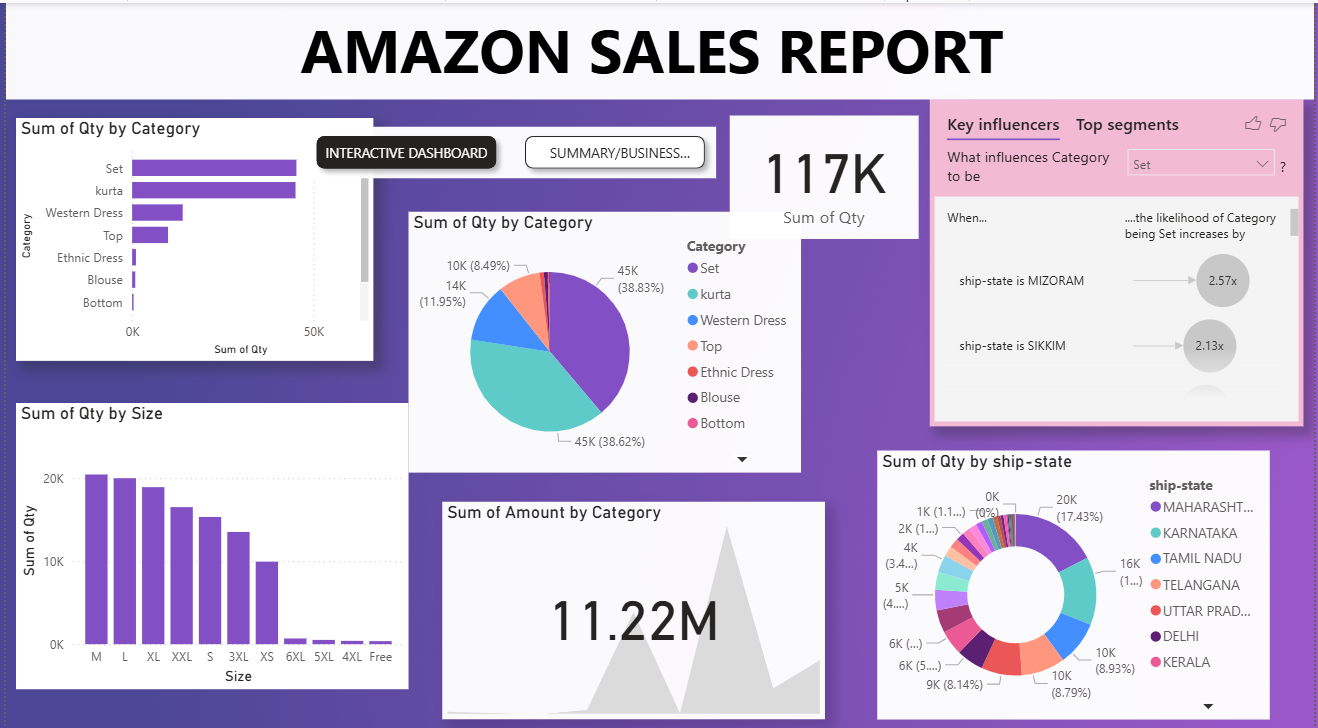 AMAZON SALES REPORT
Sum of Qty by Category
Category
Set
kurta
Western Dress
Top
Ethnic Dress
Blouse
Bottom
0K
50K
Sum of Qty
INTERACTIVE DASHBOARD
SUMMARY/BUSINESS...
117K
Sum of Qty
Key influencers
Top segments
What influences Category
to be
Set
?
When...
....the likelihood of Category
being Set increases by
ship-state is MIZORAM
2.57x
ship-state is SIKKIM
2.13x
Sum of Qty by Category
10K (8.49%)
45K
(38.83%)
14K
(11.95%)
45K (38.62%)
Category
Set
kurta
Western Dress
Top
Ethnic Dress
Blouse
Bottom
Sum of Qty by Size
Sum of Qty
20K
10K
0K
M
L
XL
XXL
S
3XL
XS
6XL
5XL
4XL
Free
Size
Sum of Amount by Category
11.22M
Sum of Qty by ship-state
0K
(0%)
20K
(17.43%)
1K (1.1...)
2K (1...)
4K
(3.4...)
16K
(1...)
5K
(4....)
6K (...)
6K (5....)
9K (8.14%)
10K
(8.79%)
10K
(8.93%)
ship-state
MAHARASHT...
KARNATAKA
TAMIL NADU
TELANGANA
UTTAR PRAD...
DELHI
KERALA